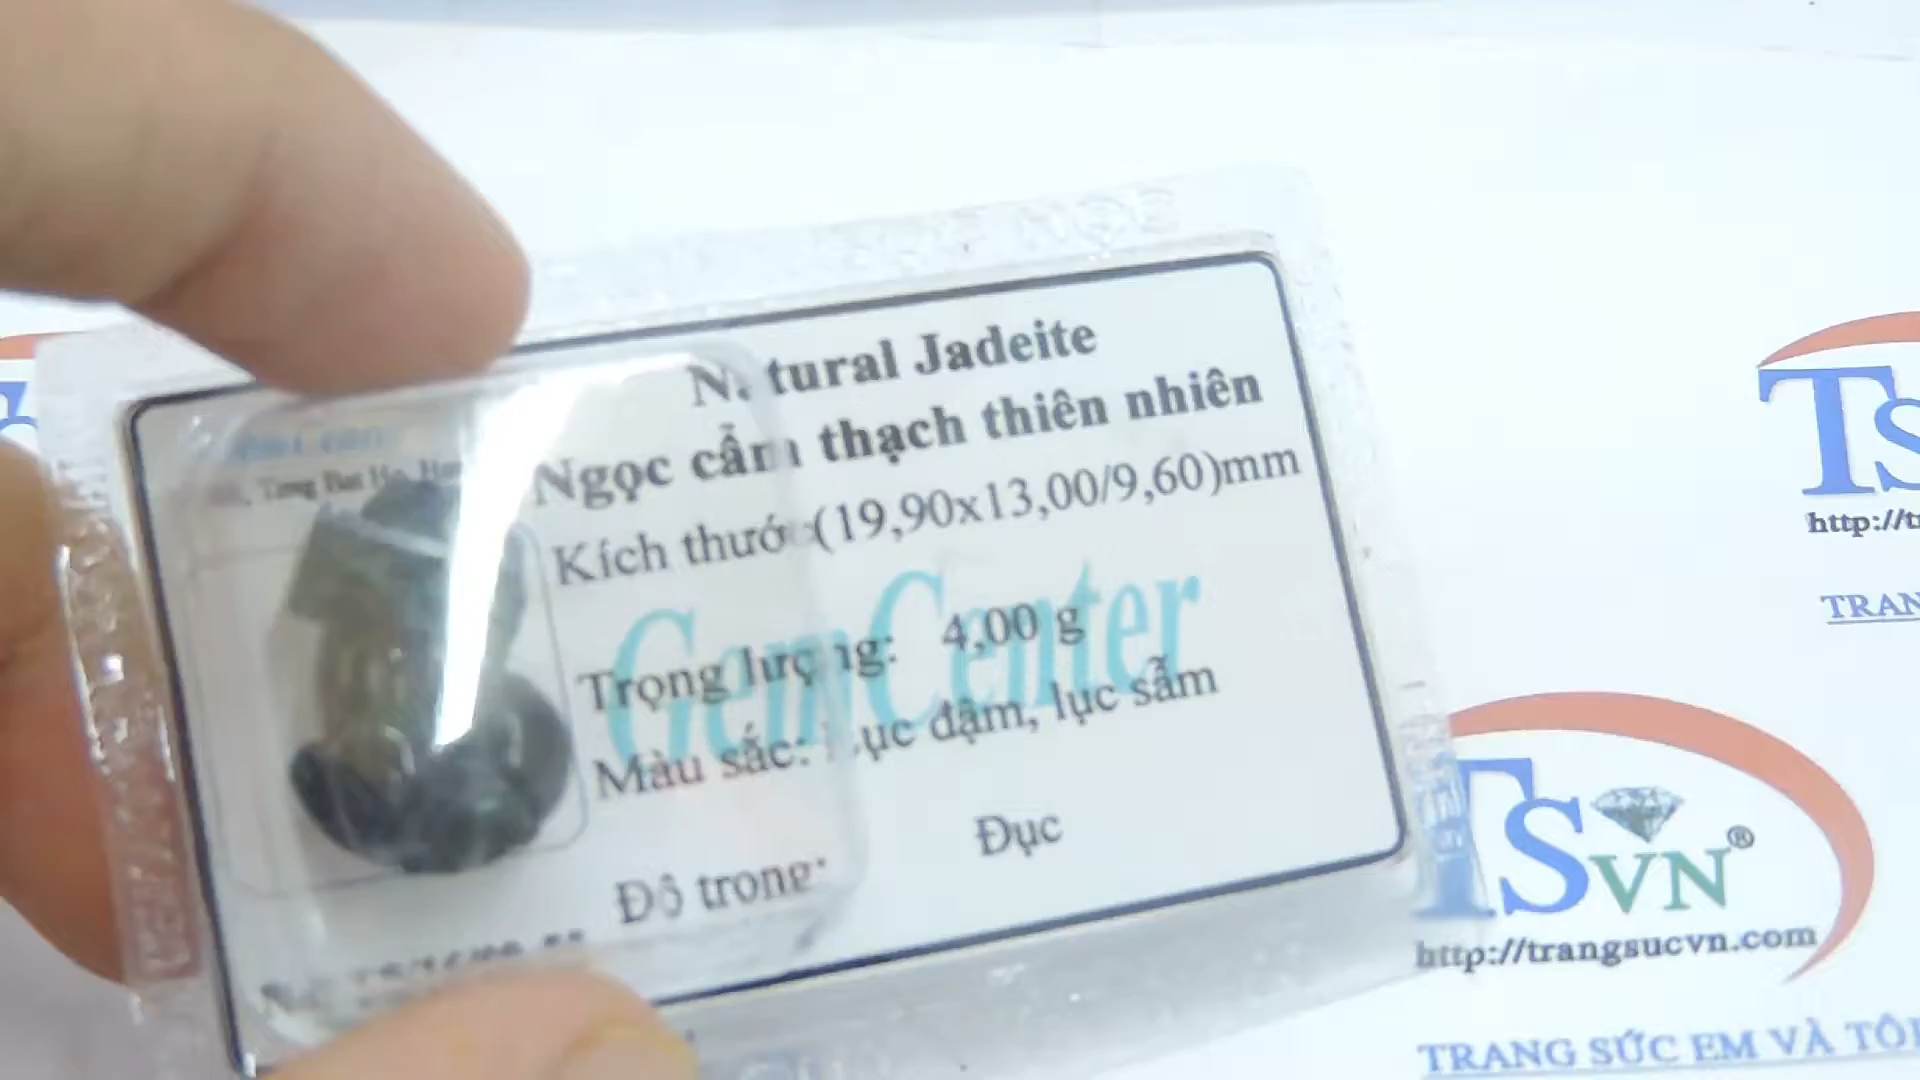 Natural Jadeite
Ngọc cẩm thạch thiên nhiên
Kích thước:(19,90x13,00/9,60)mm
GemCenter
Trọng lượng: 4,00 g
Màu sắc: Lục đậm, lục sẫm
Độ trong: Đục
TS
http://t
TRAN
TSVN®
http://trangsucvn.com
TRANG SỨC EM VÀ TÔI